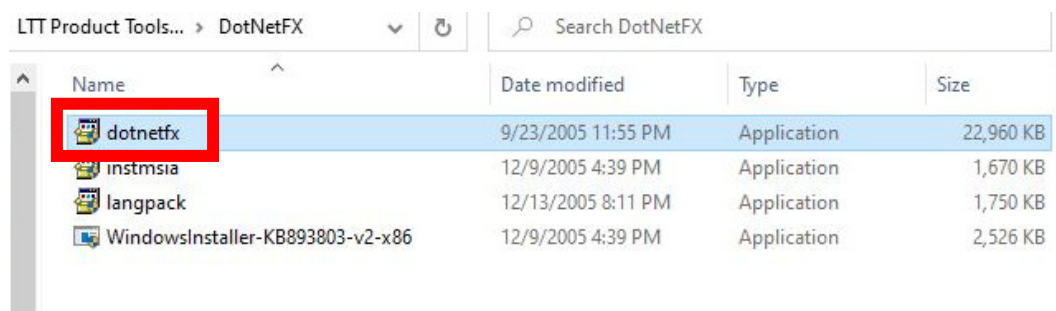 LTT Product Tools... > DotNetFX Search DotNetFX
Name Date modified Type Size
dotnetfx 9/23/2005 11:55 PM Application 22,960 KB
instmsia 12/9/2005 4:39 PM Application 1,670 KB
langpack 12/13/2005 8:11 PM Application 1,750 KB
WindowsInstaller-KB893803-v2-x86 12/9/2005 4:39 PM Application 2,526 KB